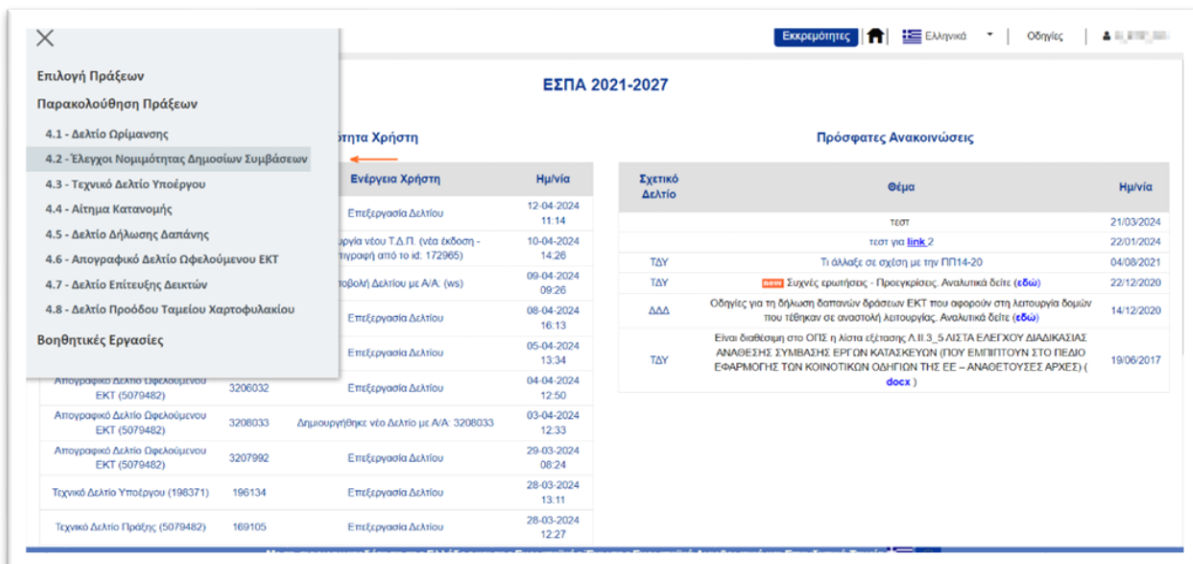 Εκκρεμότητες
Ελληνικά
Οδηγίες
Επιλογή Πράξεων
Παρακολούθηση Πράξεων
4.1 - Δελτίο Ωρίμανσης
4.2 - Έλεγχοι Νομιμότητας Δημοσίων Συμβάσεων
4.3 - Τεχνικό Δελτίο Υποέργου
4.4 - Αίτημα Κατανομής
4.5 - Δελτίο Δήλωσης Δαπάνης
4.6 - Απογραφικό Δελτίο Ωφελούμενου ΕΚΤ
4.7 - Δελτίο Επίτευξης Δεικτών
4.8 - Δελτίο Προόδου Ταμείου Χαρτοφυλακίου
Βοηθητικές Εργασίες
ΕΣΠΑ 2021-2027
Χρήστη
Ενέργεια Χρήστη Ημ/νία
Επεξεργασία Δελτίου 12-04-2024
11:14
νέου Τ.Δ.Π. (νέα έκδοση - 10-04-2024
από το id: 172965) 14:26
Δελτίου με Α/Α: (ws) 09-04-2024
09:26
Επεξεργασία Δελτίου 08-04-2024
16:13
Επεξεργασία Δελτίου 05-04-2024
13:34
Απογραφικό Δελτίο Ωφελούμενου
ΕΚΤ (5079482) 3206032 Επεξεργασία Δελτίου 04-04-2024
12:50
Απογραφικό Δελτίο Ωφελούμενου
ΕΚΤ (5079482) 3208033 Δημιουργήθηκε νέο Δελτίο με Α/Α: 3208033 03-04-2024
12:33
Απογραφικό Δελτίο Ωφελούμενου
ΕΚΤ (5079482) 3207992 Επεξεργασία Δελτίου 29-03-2024
08:24
Τεχνικό Δελτίο Υποέργου (198371) 196134 Επεξεργασία Δελτίου 28-03-2024
13:11
Τεχνικό Δελτίο Πράξης (5079482) 169105 Επεξεργασία Δελτίου 28-03-2024
12:27
Πρόσφατες Ανακοινώσεις
Σχετικό
Δελτίο Θέμα Ημ/νία
τεστ 21/03/2024
τεστ για link 2 22/01/2024
ΤΔΥ Τι άλλαξε σε σχέση με την ΠΠ14-20 04/08/2021
ΤΔΥ new Συχνές ερωτήσεις - Προεγκρίσεις. Αναλυτικά δείτε (εδώ) 22/12/2020
ΔΔΔ Οδηγίες για τη δήλωση δαπανών δράσεων ΕΚΤ που αφορούν στη λειτουργία δομών
που τέθηκαν σε αναστολή λειτουργίας. Αναλυτικά δείτε (εδώ) 14/12/2020
Είναι διαθέσιμη στο ΟΠΣ η λίστα εξέτασης Λ.ΙΙ.3_5 ΛΙΣΤΑ ΕΛΕΓΧΟΥ ΔΙΑΔΙΚΑΣΙΑΣ
ΤΔΥ ΑΝΑΘΕΣΗΣ ΣΥΜΒΑΣΗΣ ΕΡΓΩΝ ΚΑΤΑΣΚΕΥΩΝ (ΠΟΥ ΕΜΠΙΠΤΟΥΝ ΣΤΟ ΠΕΔΙΟ
ΕΦΑΡΜΟΓΗΣ ΤΩΝ ΚΟΙΝΟΤΙΚΩΝ ΟΔΗΓΙΩΝ ΤΗΣ ΕΕ – ΑΝΑΘΕΤΟΥΣΕΣ ΑΡΧΕΣ) ( 19/06/2017
docx )